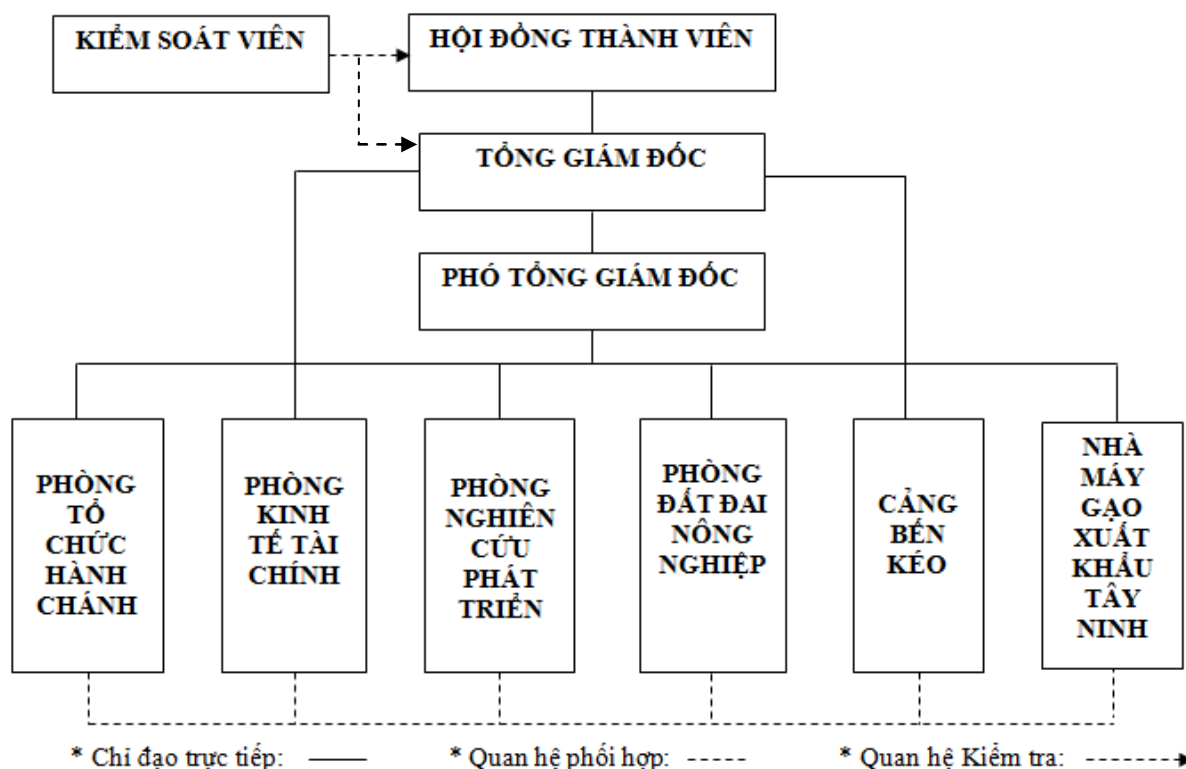 KIỂM SOÁT VIÊN
HỘI ĐỒNG THÀNH VIÊN
TỔNG GIÁM ĐỐC
PHÓ TỔNG GIÁM ĐỐC
PHÒNG
TỔ
CHỨC
HÀNH
CHÁNH
PHÒNG
KINH
TẾ TÀI
CHÍNH
PHÒNG
NGHIÊN
CỨU
PHÁT
TRIỂN
PHÒNG
ĐẤT ĐAI
NÔNG
NGHIỆP
CẢNG
BẾN
KÉO
NHÀ
MÁY
GẠO
XUẤT
KHẨU
TÂY
NINH
* Chỉ đạo trực tiếp: * Quan hệ phối hợp: * Quan hệ Kiểm tra: